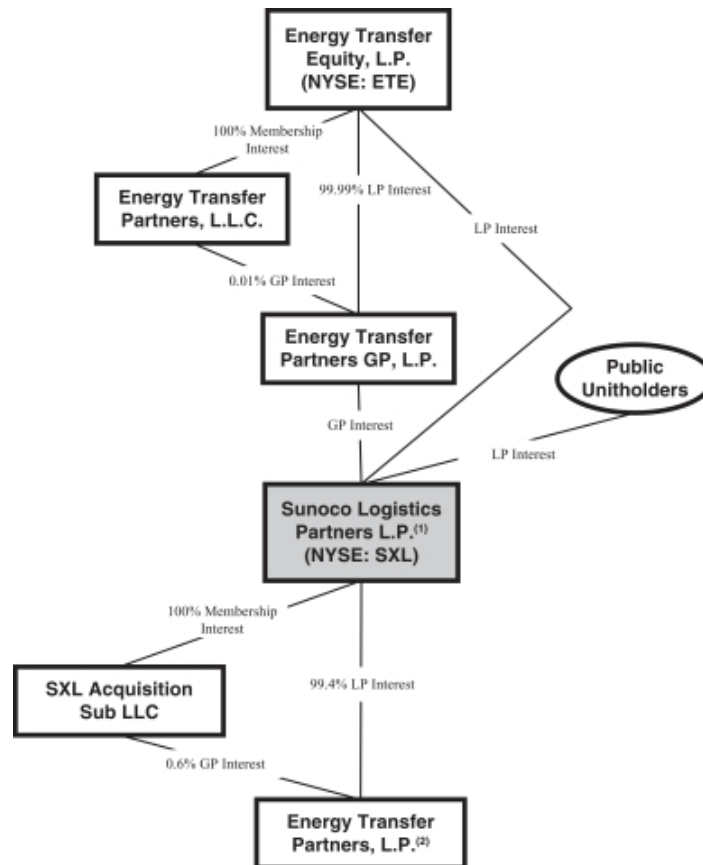 Energy Transfer
Equity, L.P.
(NYSE: ETE)
100% Membership
Interest
99.99% LP Interest
Energy Transfer
Partners, L.L.C.
LP Interest
0.01% GP Interest
Energy Transfer
Partners GP, L.P.
Public
Unitholders
GP Interest
LP Interest
Sunoco Logistics
Partners L.P.(1)
(NYSE: SXL)
100% Membership
Interest
SXL Acquisition
Sub LLC
99.4% LP Interest
0.6% GP Interest
Energy Transfer
Partners, L.P.(2)